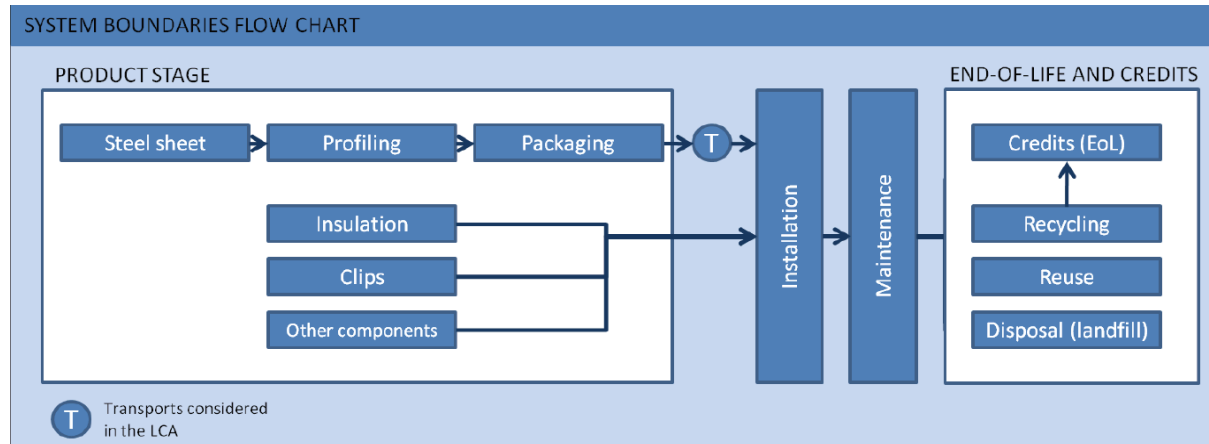 SYSTEM BOUNDARIES FLOW CHART
PRODUCT STAGE
END-OF-LIFE AND CREDITS
Steel sheet
Profiling
Packaging
T
Credits (EoL)
Insulation
Clips
Other components
Installation
Maintenance
Recycling
Reuse
Disposal (landfill)
T
Transports considered
in the LCA